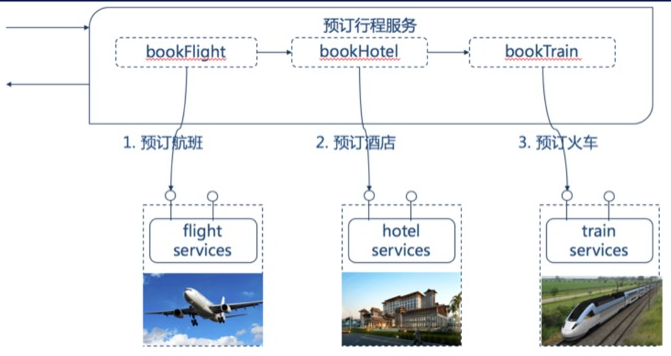 预订行程服务
bookFlight
bookHotel
bookTrain
1. 预订航班
2. 预订酒店
3. 预订火车
flight
services
hotel
services
train
services